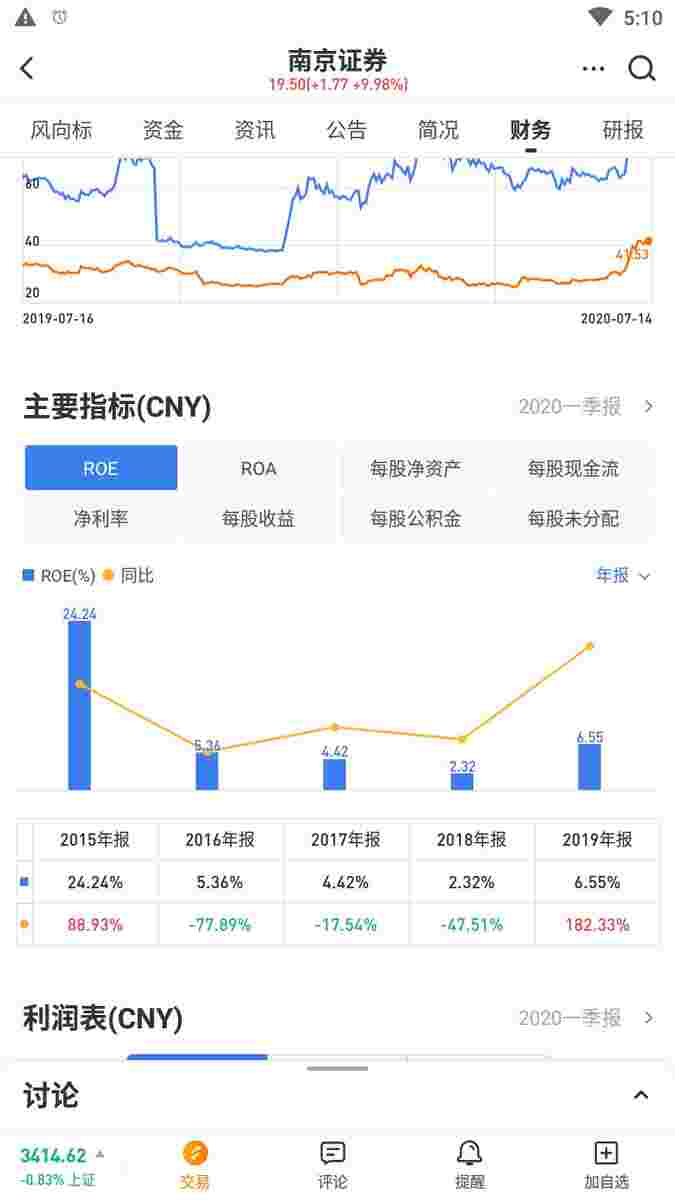 5:10
南京证券
19.50(+1.77 +9.98%)
风向标 资金 资讯 公告 简况 财务 研报
80
40
41.53
20
2019-07-16 2020-07-14
主要指标(CNY) 2020一季报
ROE ROA 每股净资产 每股现金流
净利率 每股收益 每股公积金 每股未分配
ROE(%) 同比 年报
24.24
5.36
4.42
2.32
6.55
2015年报 2016年报 2017年报 2018年报 2019年报
24.24% 5.36% 4.42% 2.32% 6.55%
88.93% -77.89% -17.54% -47.51% 182.33%
利润表(CNY) 2020一季报
讨论
3414.62
-0.83% 上证
交易 评论 提醒 加自选